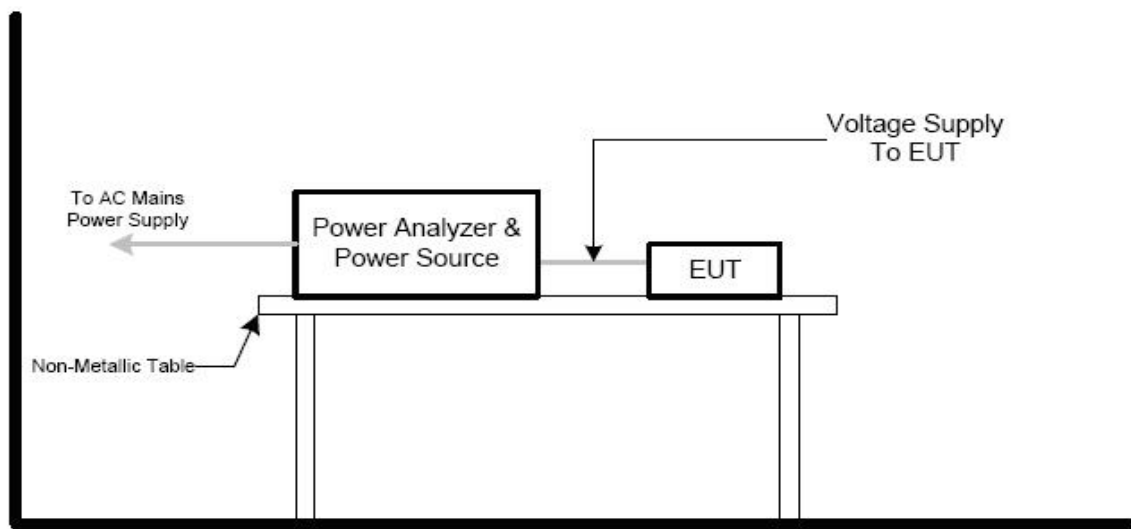 Voltage Supply
To EUT
To AC Mains
Power Supply
Power Analyzer &
Power Source
EUT
Non-Metallic Table